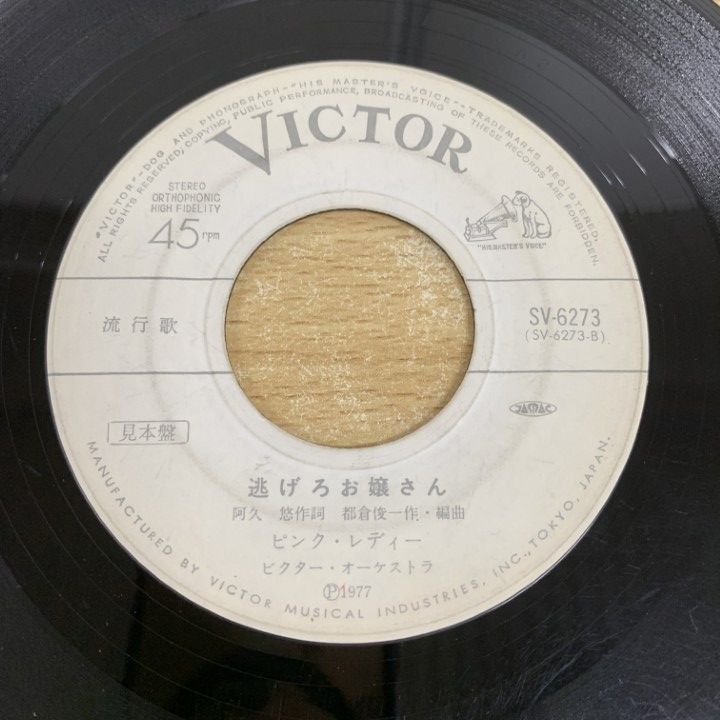 "VICTOR"-DOG AND PHONOGRAPH-"HIS MASTER'S VOICE"-TRADEMARKS REGISTERED.
ALL RIGHTS RESERVED, COPYING, PUBLIC PERFORMANCE, BROADCASTING OF THESE RECORDS ARE FORBIDDEN.
VICTOR
STEREO
ORTHOPHONIC
HIGH FIDELITY
45rpm
"HIS MASTER'S VOICE"
流行歌
SV-6273
(SV-6273-B)
JASRAC
見本盤
逃げろお嬢さん
阿久 悠作詞 都倉俊一作・編曲
ピンク・レディー
ビクター・オーケストラ
Ⓟ1977
MANUFACTURED BY VICTOR MUSICAL INDUSTRIES, INC., TOKYO, JAPAN.